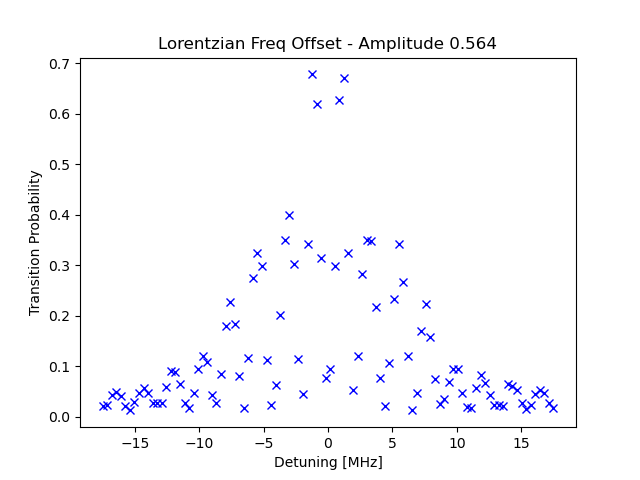 Lorentzian Freq Offset - Amplitude 0.564
0.7
0.6
0.5
0.4
0.3
0.2
0.1
0.0
Transition Probability
−15 −10 −5 0 5 10 15
Detuning [MHz]